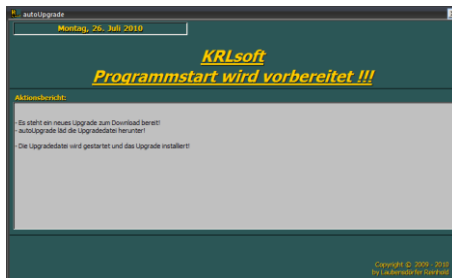 autoUpgrade
Montag, 26. Juli 2010
KRLsoft
Programmstart wird vorbereitet !!!
Aktionsbericht:
- Es steht ein neues Upgrade zum Download bereit!
- autoUpgrade läd die Upgradedatei herunter!
- Die Upgradedatei wird gestartet und das Upgrade installiert!
Copyright © 2009 - 2010
by Laubersdörfer Reinhold